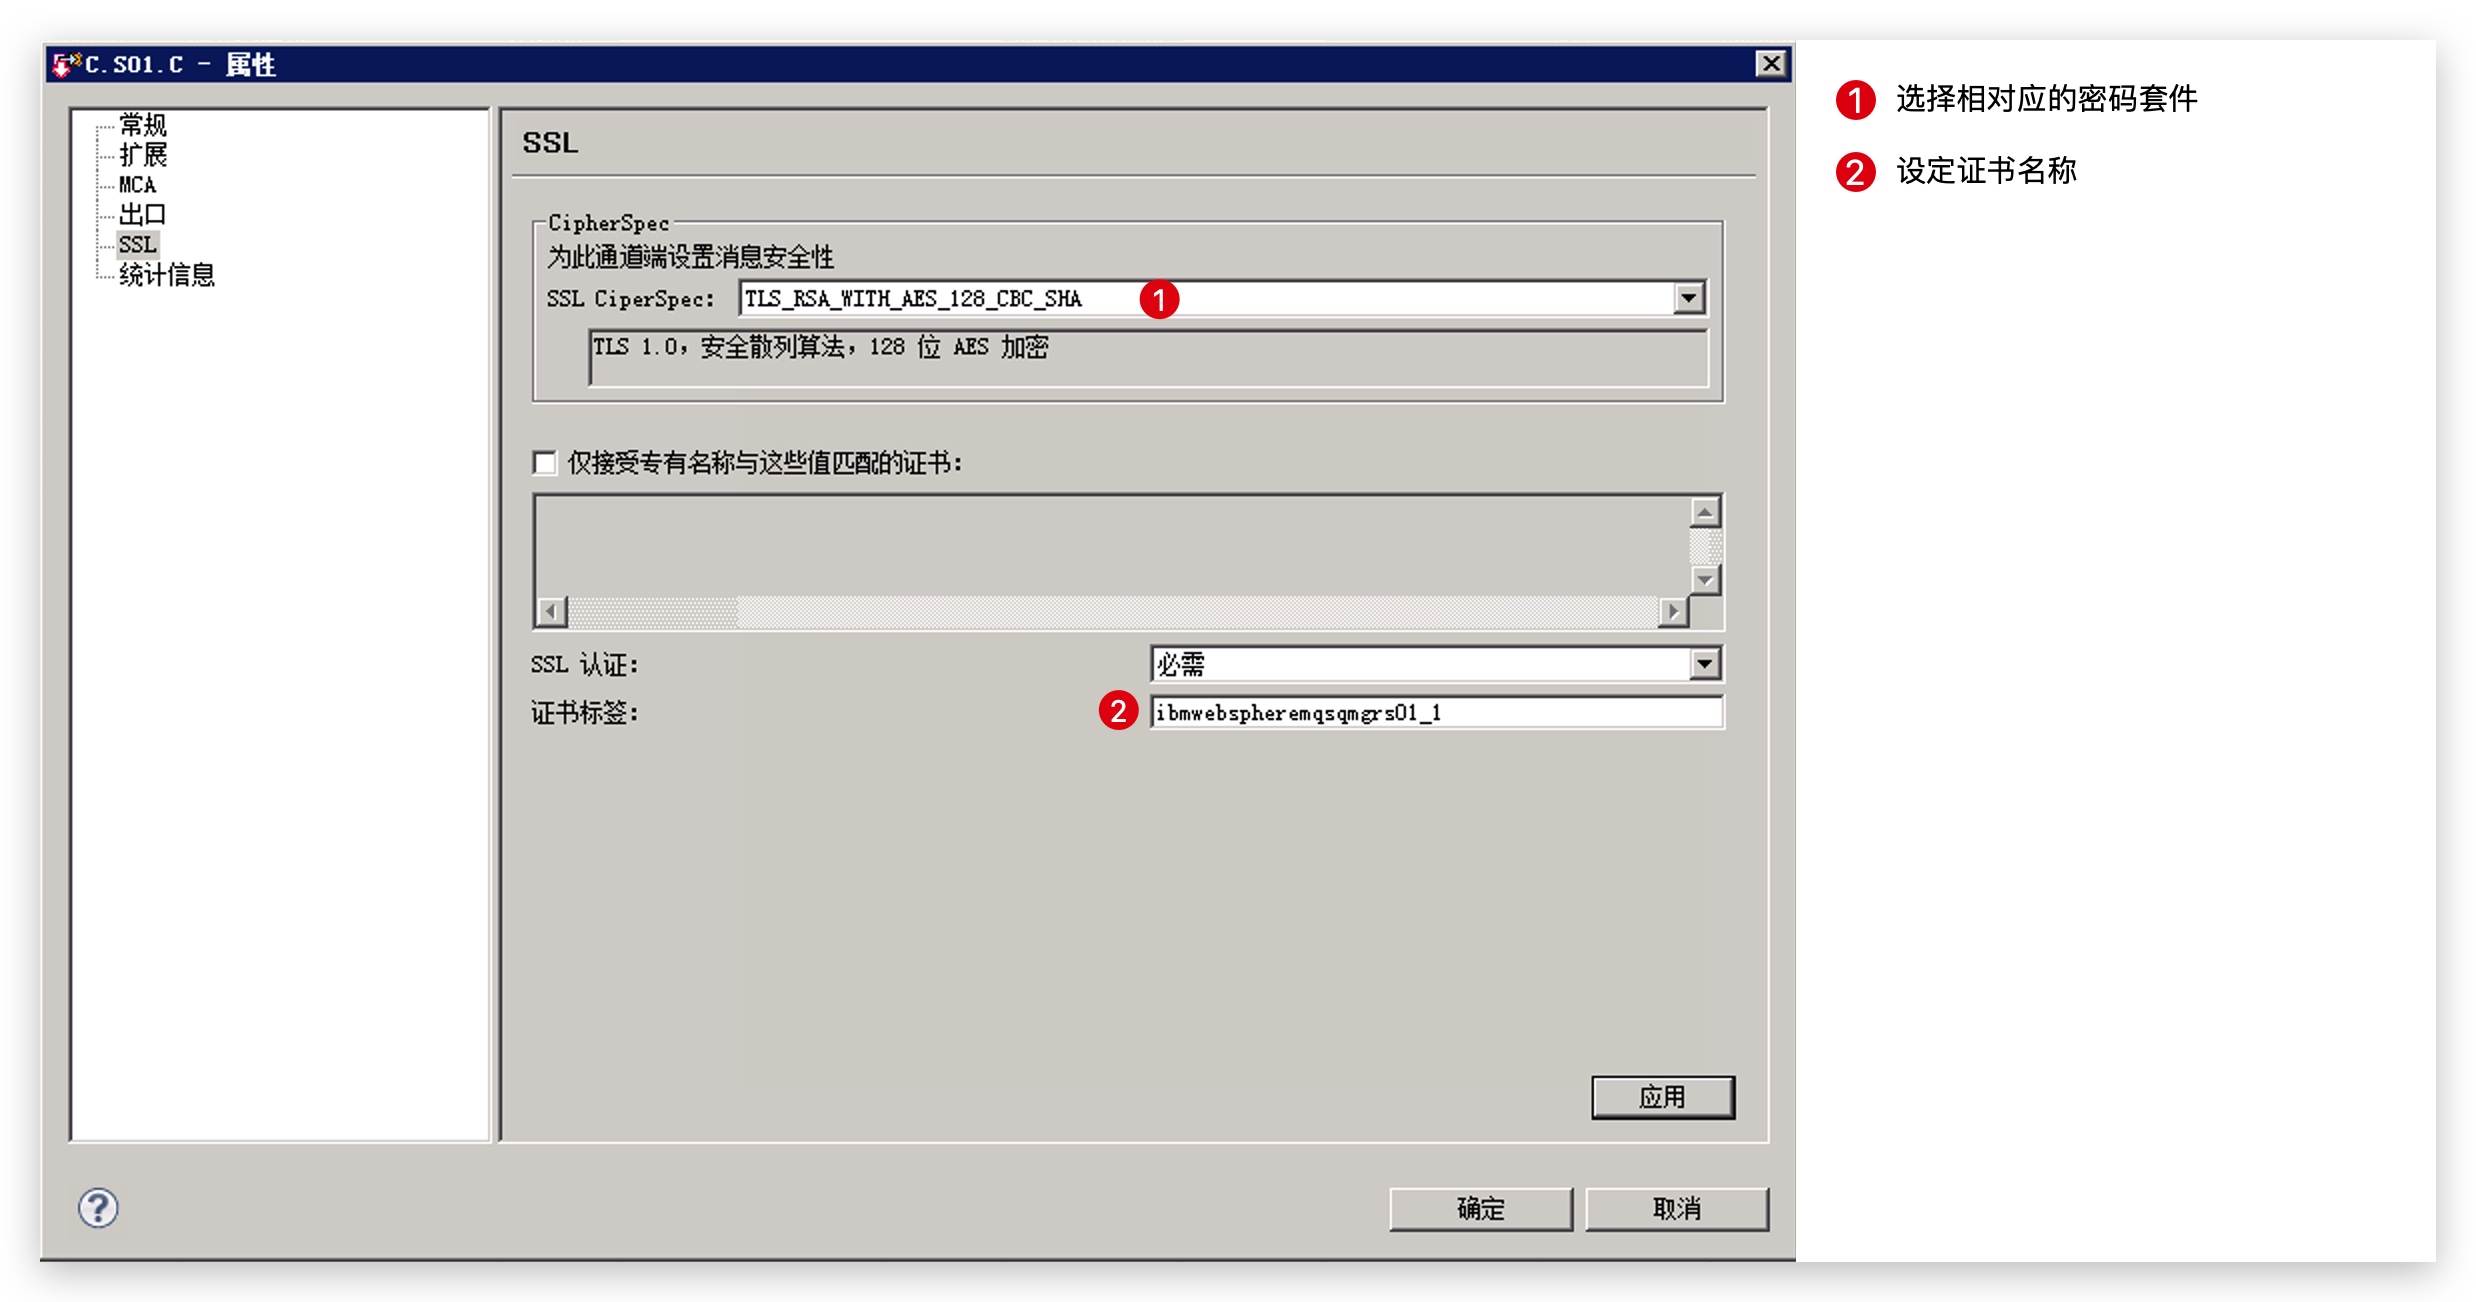 C.S01.C - 属性
常规
扩展
MCA
出口
SSL
统计信息
SSL
CipherSpec
为此通道端设置消息安全性
SSL CiperSpec: TLS_RSA_WITH_AES_128_CBC_SHA 1
TLS 1.0，安全散列算法，128 位 AES 加密
仅接受专有名称与这些值匹配的证书：
SSL 认证： 必需
证书标签： 2 ibmwebspheremqsqmgrs01_1
应用
? 确定 取消
1 选择相对应的密码套件
2 设定证书名称